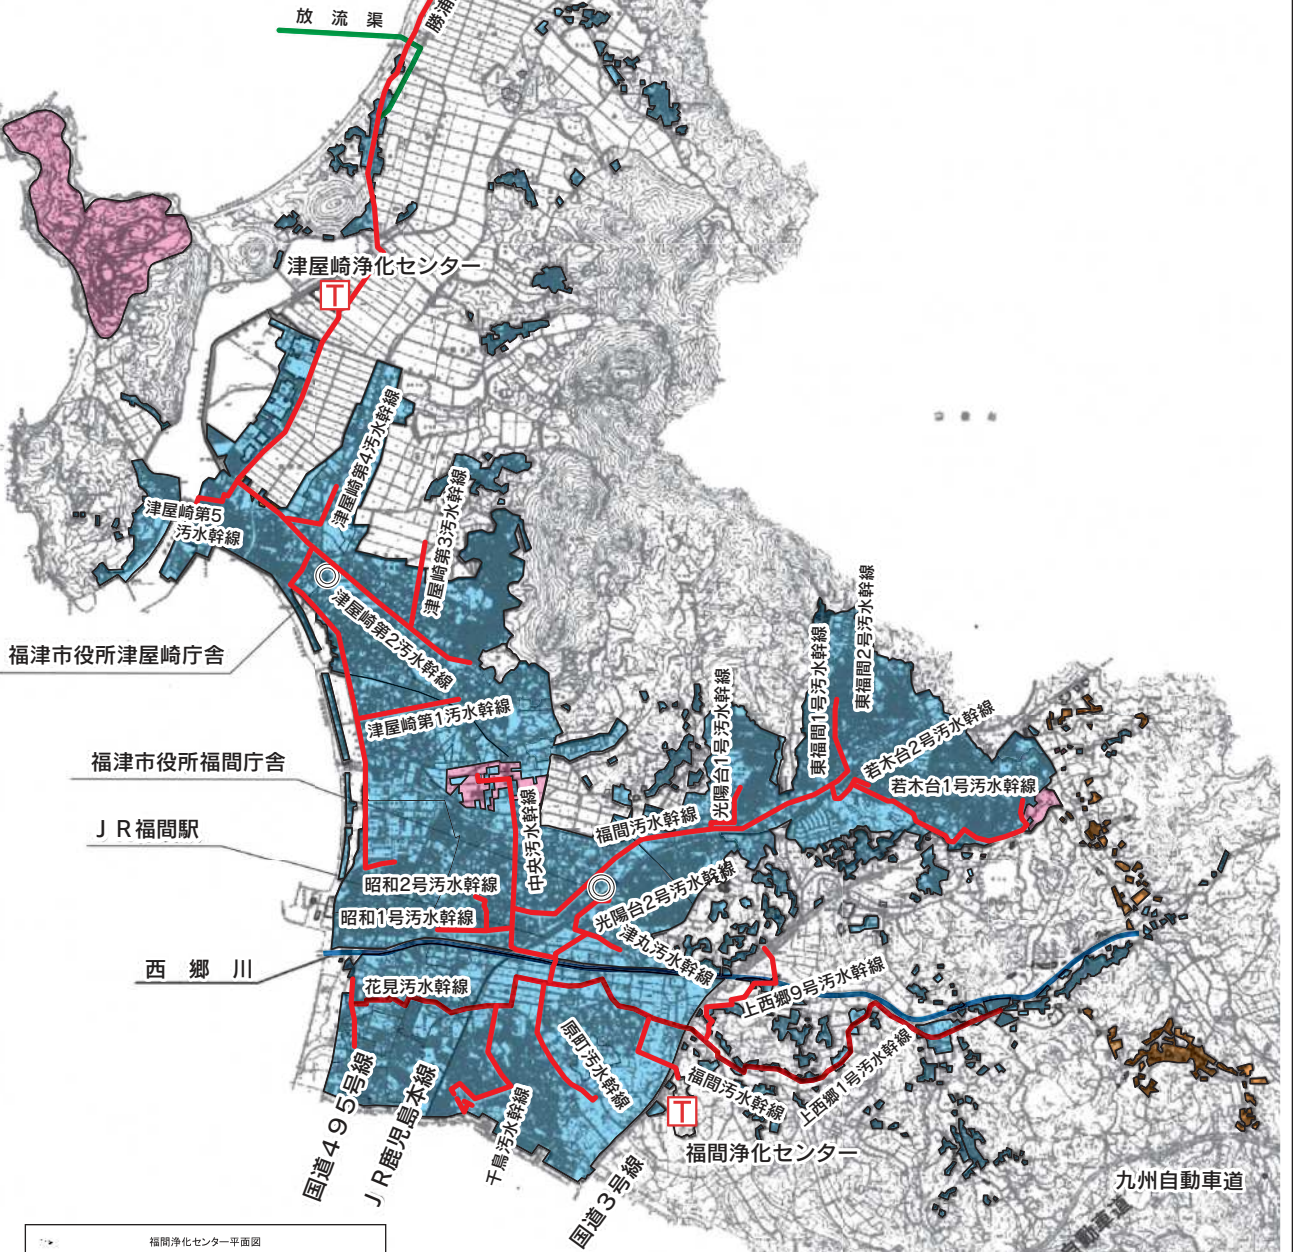 放流渠
勝浦
津屋崎浄化センター
T
津屋崎第4汚水幹線
津屋崎第3汚水幹線
津屋崎第5
汚水幹線
津屋崎第2汚水幹線
福津市役所津屋崎庁舎
津屋崎第1汚水幹線
東福間1号汚水幹線
東福間2号汚水幹線
光陽台1号汚水幹線
若木台2号汚水幹線
若木台1号汚水幹線
福津市役所福間庁舎
中央汚水幹線
福間汚水幹線
JR福間駅
昭和2号汚水幹線
光陽台2号汚水幹線
昭和1号汚水幹線
津丸汚水幹線
西郷川
花見汚水幹線
上西郷9号汚水幹線
原町汚水幹線
上西郷1号汚水幹線
福間汚水幹線
国道495号線
JR鹿児島本線
千鳥汚水幹線
T
福間浄化センター
国道3号線
九州自動車道
自動車道
福間浄化センター平面図